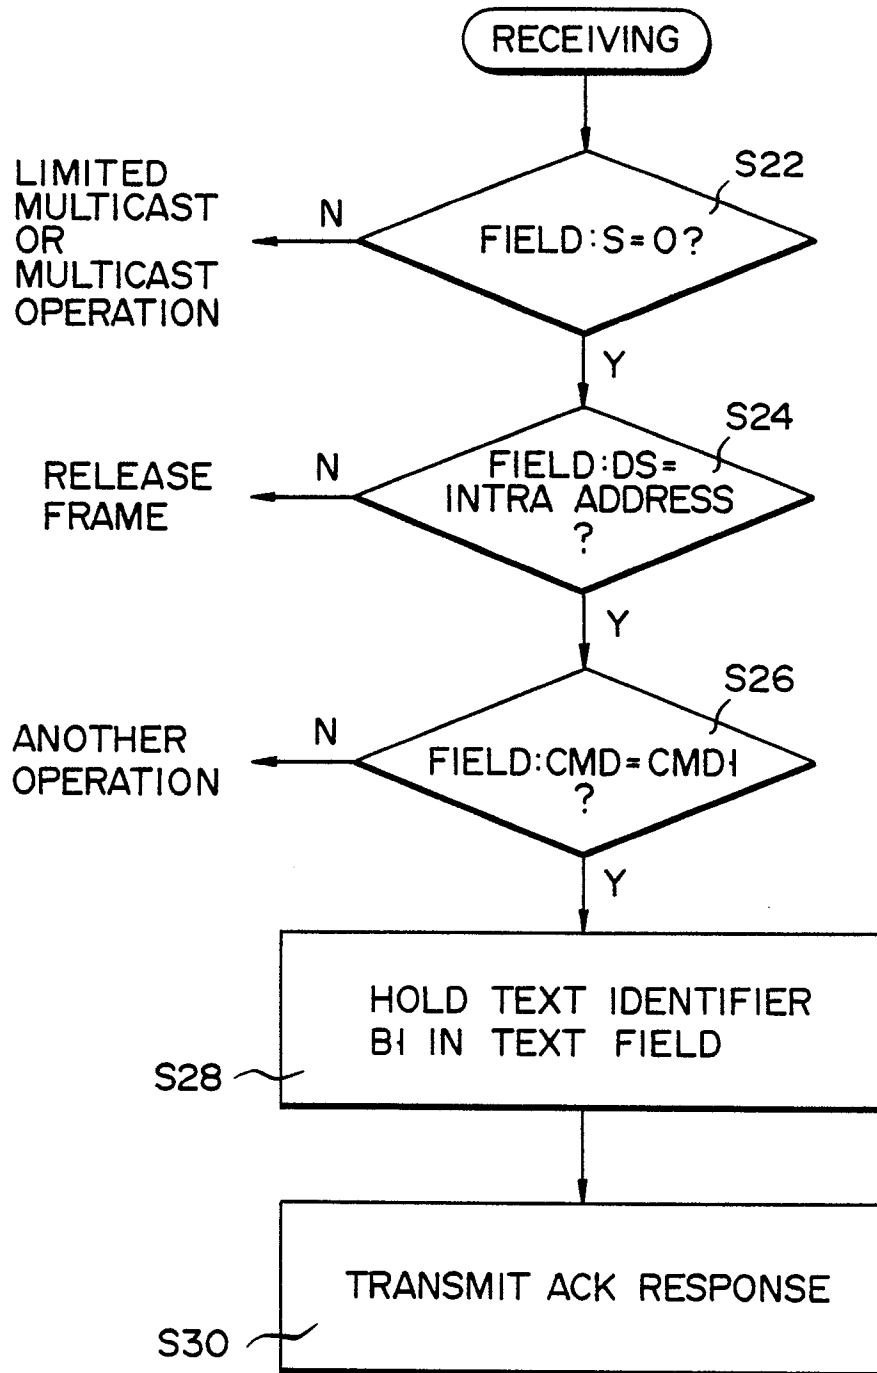 RECEIVING
S22
LIMITED
MULTICAST
OR
MULTICAST
OPERATION
N
FIELD:S=0?
Y
S24
RELEASE
FRAME
N
FIELD:DS=
INTRA ADDRESS
?
Y
S26
ANOTHER
OPERATION
N
FIELD:CMD=CMD1
?
Y
HOLD TEXT IDENTIFIER
B1 IN TEXT FIELD
S28
TRANSMIT ACK RESPONSE
S30